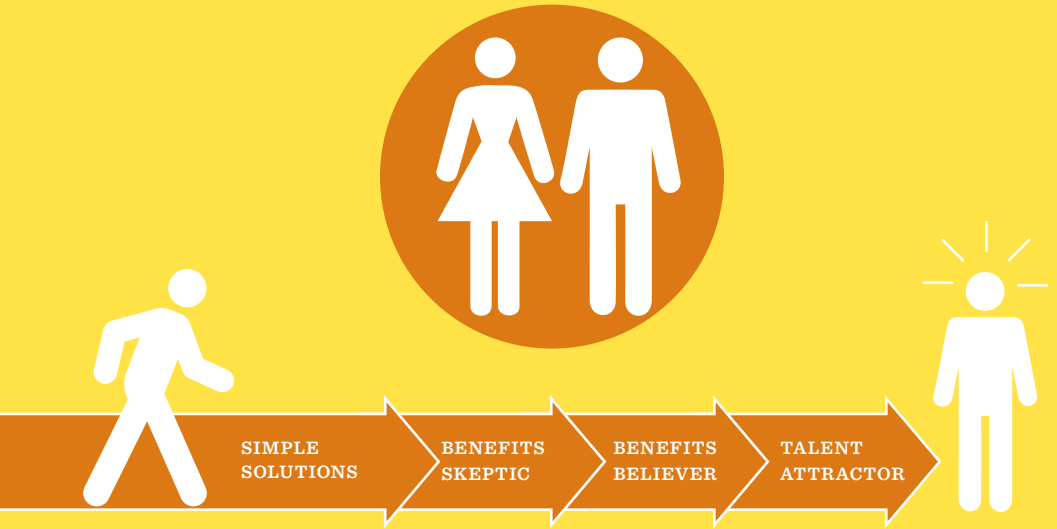 SIMPLE
SOLUTIONS
BENEFITS
SKEPTIC
BENEFITS
BELIEVER
TALENT
ATTRACTOR